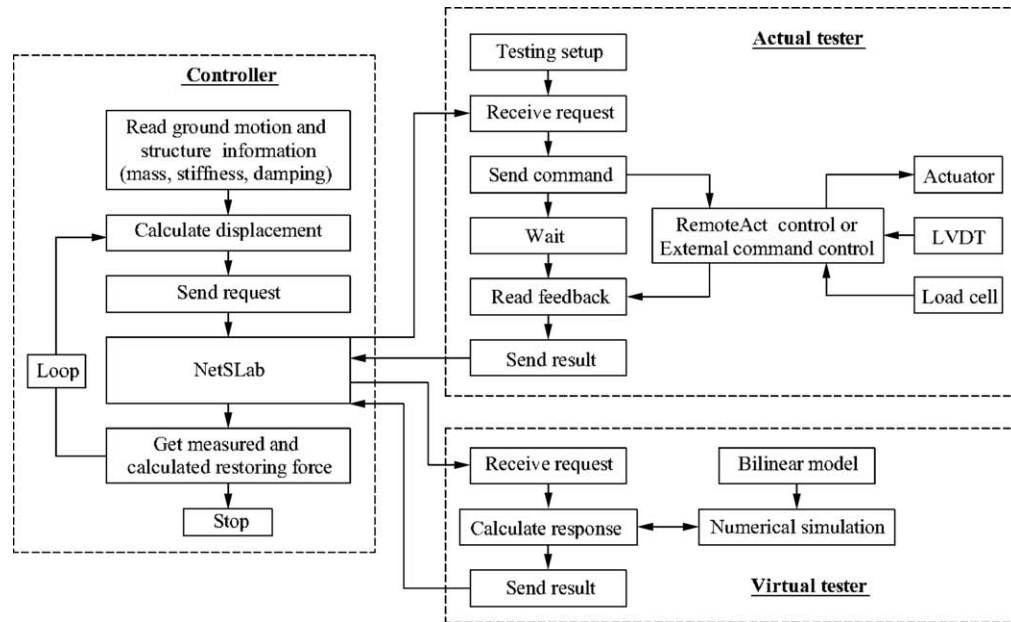 Controller
Read ground motion and
structure information
(mass, stiffness, damping)
Calculate displacement
Send request
NetSLab
Loop
Get measured and
calculated restoring force
Stop
Actual tester
Testing setup
Receive request
Send command
Wait
Read feedback
Send result
RemoteAct control or
External command control
Actuator
LVDT
Load cell
Receive request
Calculate response
Send result
Bilinear model
Numerical simulation
Virtual tester